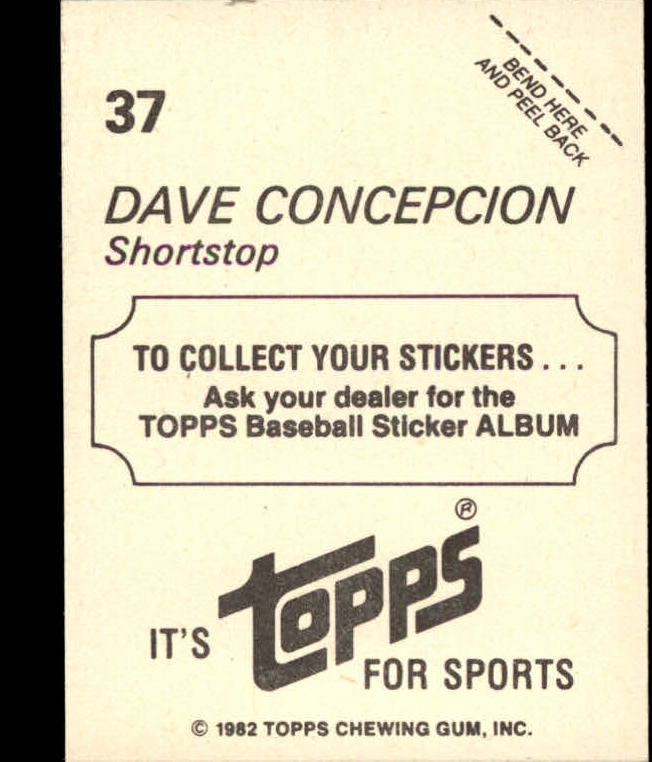 37
BEND HERE
AND PEEL BACK
DAVE CONCEPCION
Shortstop
TO COLLECT YOUR STICKERS . . .
Ask your dealer for the
TOPPS Baseball Sticker ALBUM
IT'S topps®
FOR SPORTS
© 1982 TOPPS CHEWING GUM, INC.